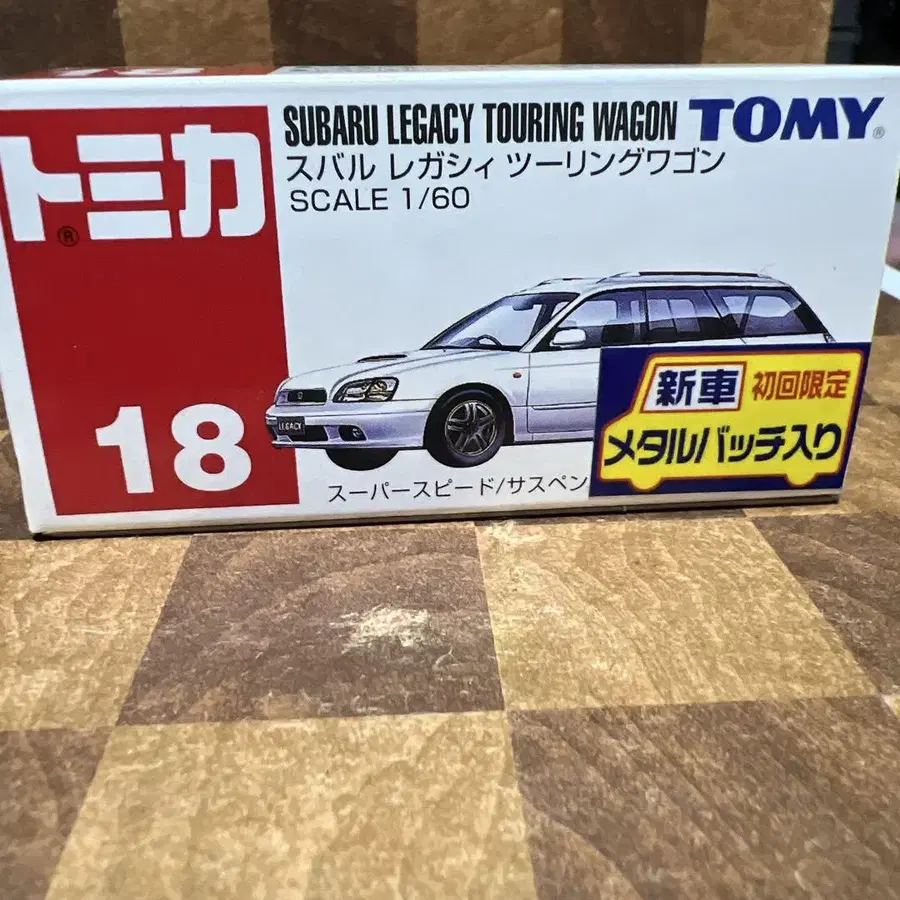 18
トミカ®
SUBARU LEGACY TOURING WAGON TOMY®
スバル レガシィ ツーリングワゴン
SCALE 1/60
18
LEGACY
新車 初回限定
メタルバッチ入り
スーパースピード/サスペン